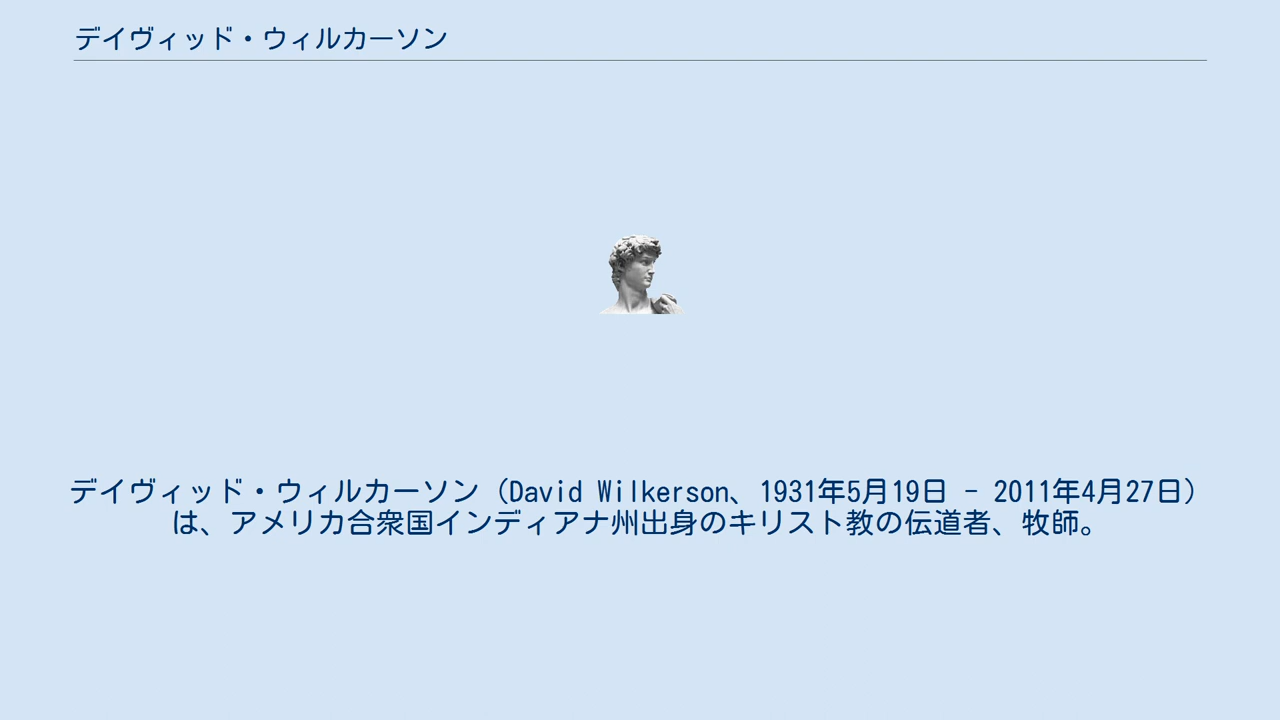 デイヴィッド・ウィルカーソン
デイヴィッド・ウィルカーソン（David Wilkerson、1931年5月19日 - 2011年4月27日）
は、アメリカ合衆国インディアナ州出身のキリスト教の伝道者、牧師。